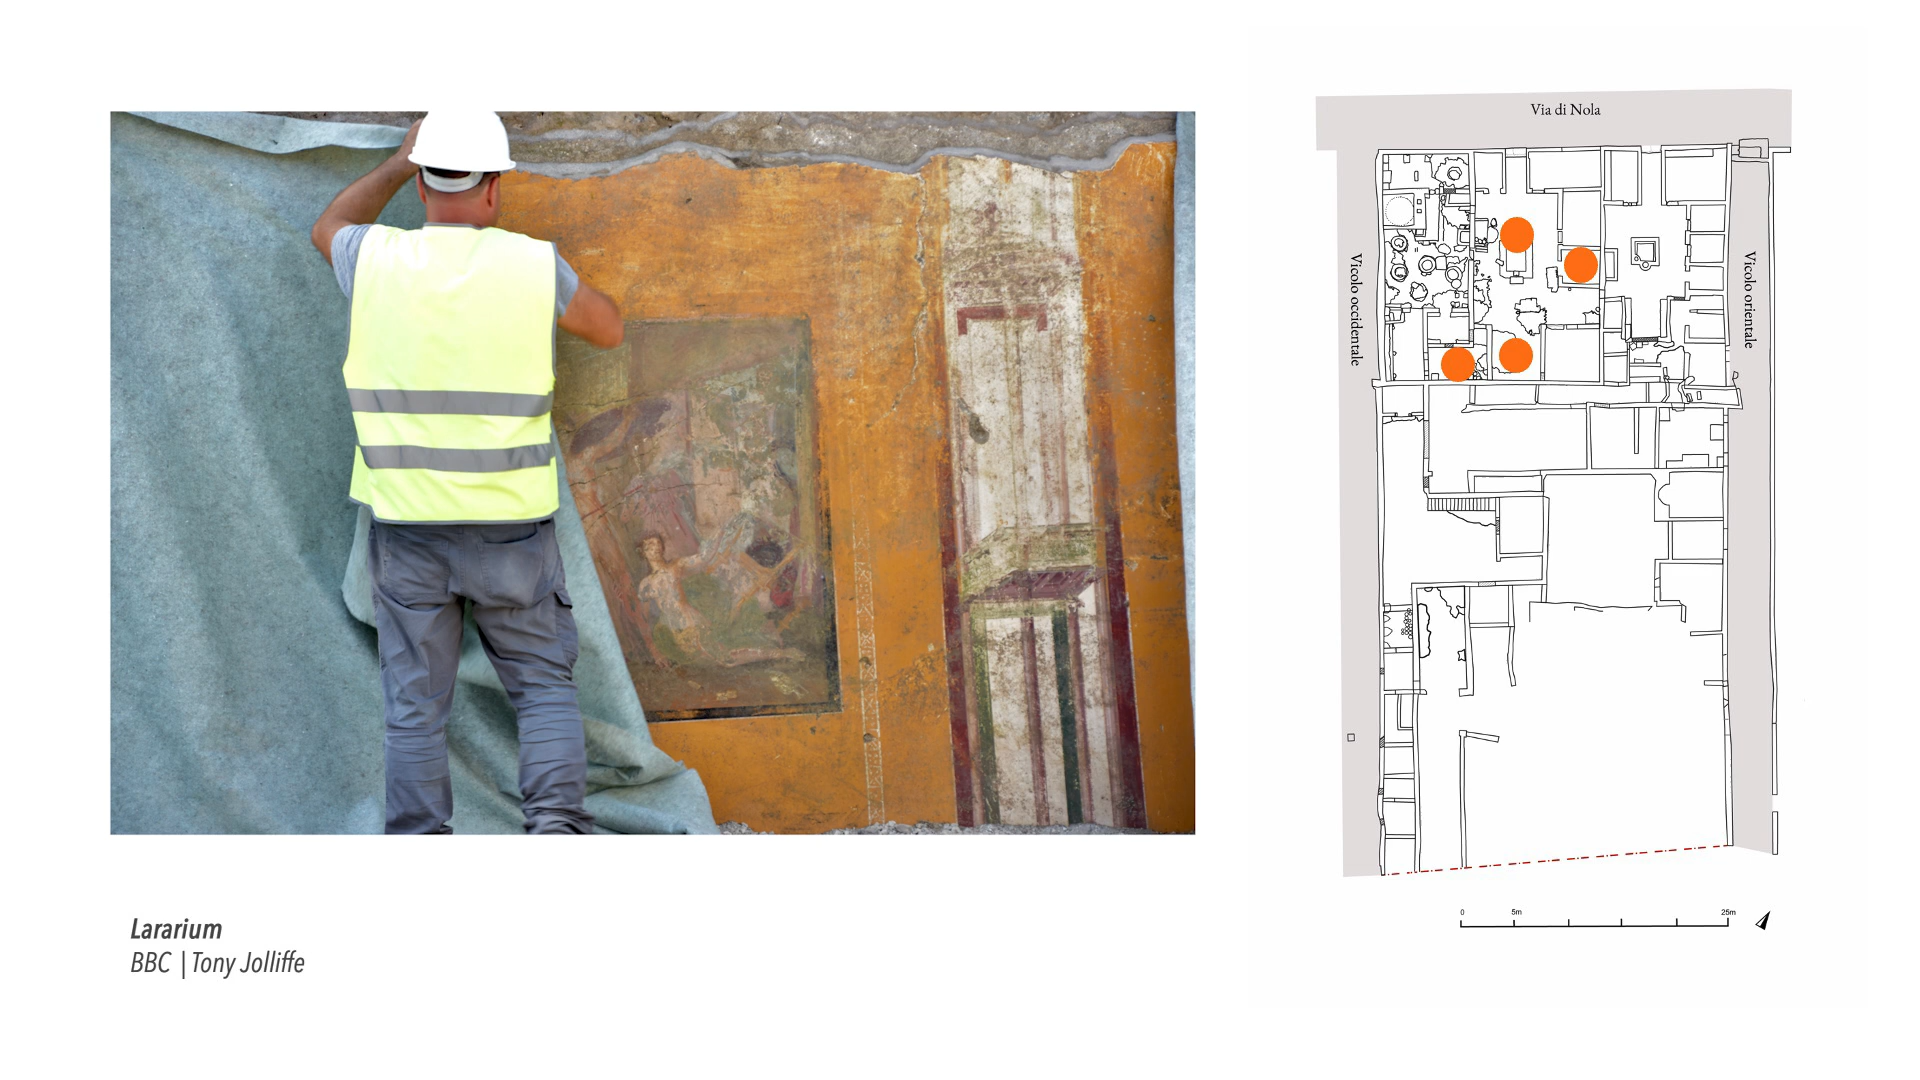 Via di Nola
Vicolo occidentale
Vicolo orientale
0 5m 25m
Lararium
BBC | Tony Jolliffe